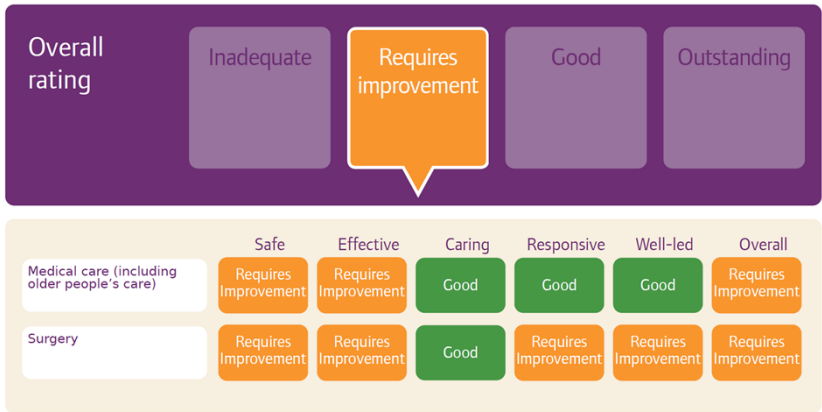 Overall
rating
Inadequate
Requires
improvement
Good
Outstanding
Safe Effective Caring Responsive Well-led Overall
Medical care (including
older people's care)
Requires
Improvement
Requires
Improvement
Good
Good
Good
Requires
Improvement
Surgery
Requires
Improvement
Requires
Improvement
Good
Requires
Improvement
Requires
Improvement
Requires
Improvement